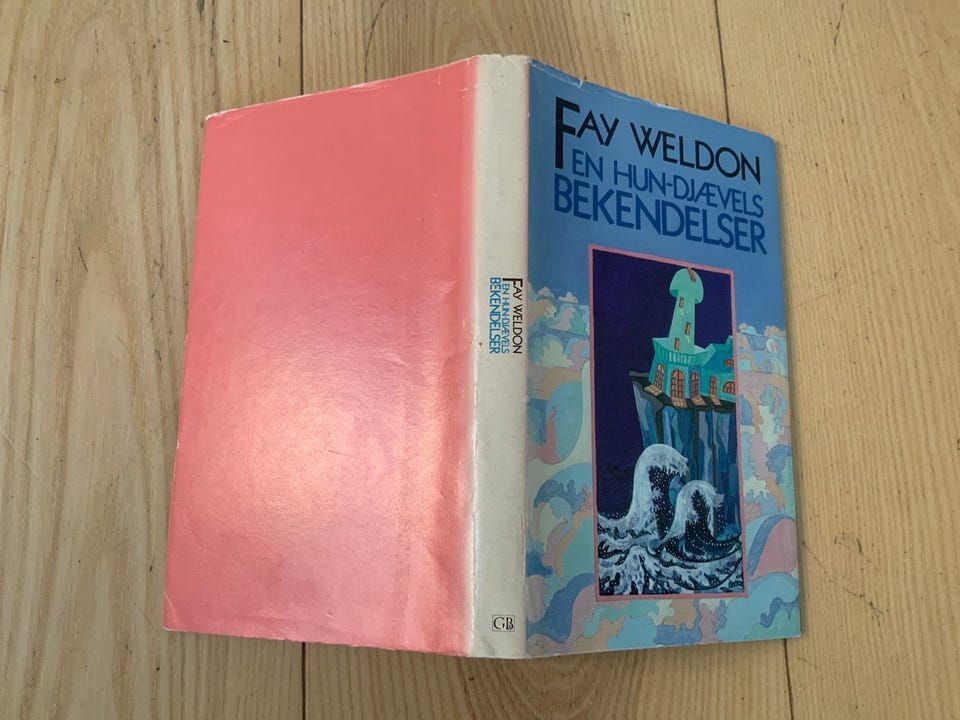 FAY WELDON
EN HUN-DJÆVELS
BEKENDELSER
FAY WELDON
EN HUN-DJÆVELS
BEKENDELSER
GB